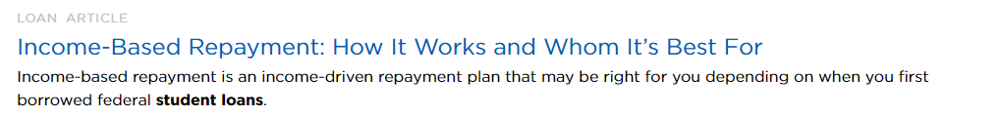 LOAN ARTICLE
Income-Based Repayment: How It Works and Whom It’s Best For
Income-based repayment is an income-driven repayment plan that may be right for you depending on when you first
borrowed federal student loans.